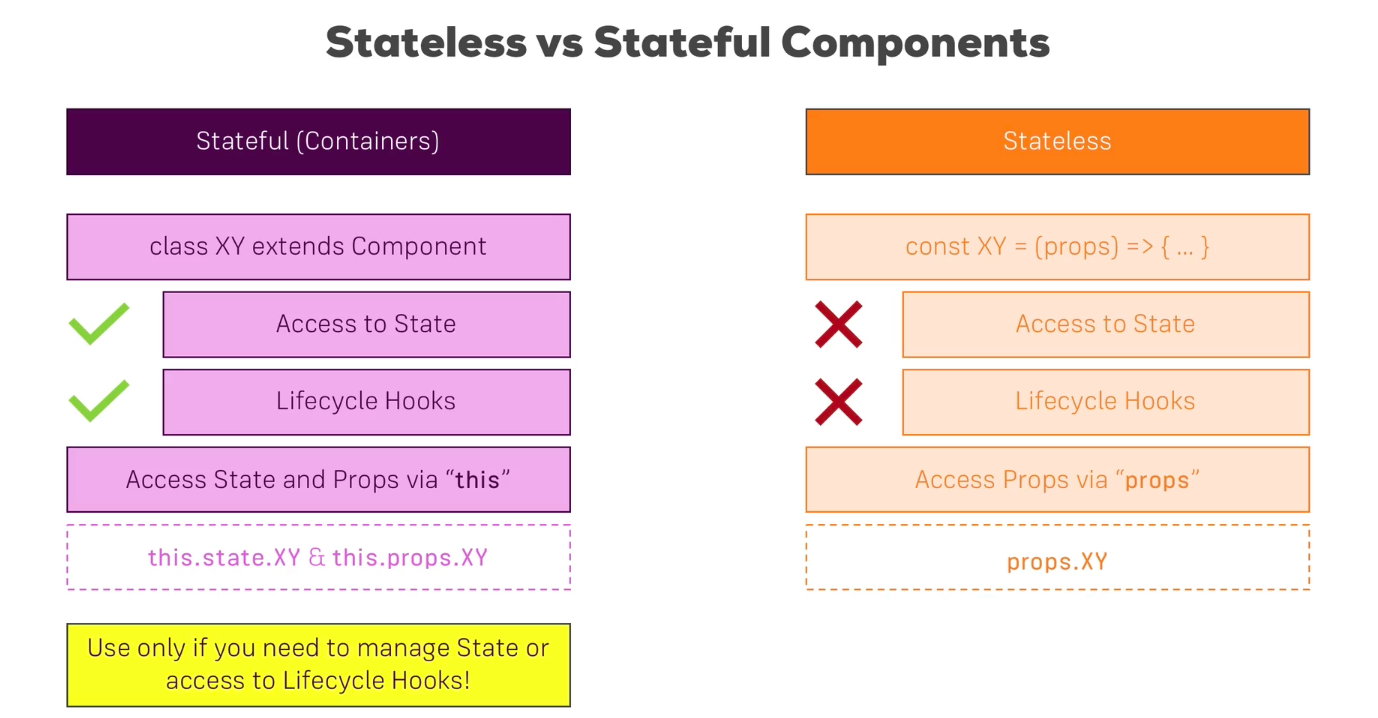 Stateless vs Stateful Components
Stateful (Containers)
class XY extends Component
Access to State
Lifecycle Hooks
Access State and Props via “this”
this.state.XY & this.props.XY
Use only if you need to manage State or
access to Lifecycle Hooks!
Stateless
const XY = (props) => { ... }
Access to State
Lifecycle Hooks
Access Props via “props”
props.XY